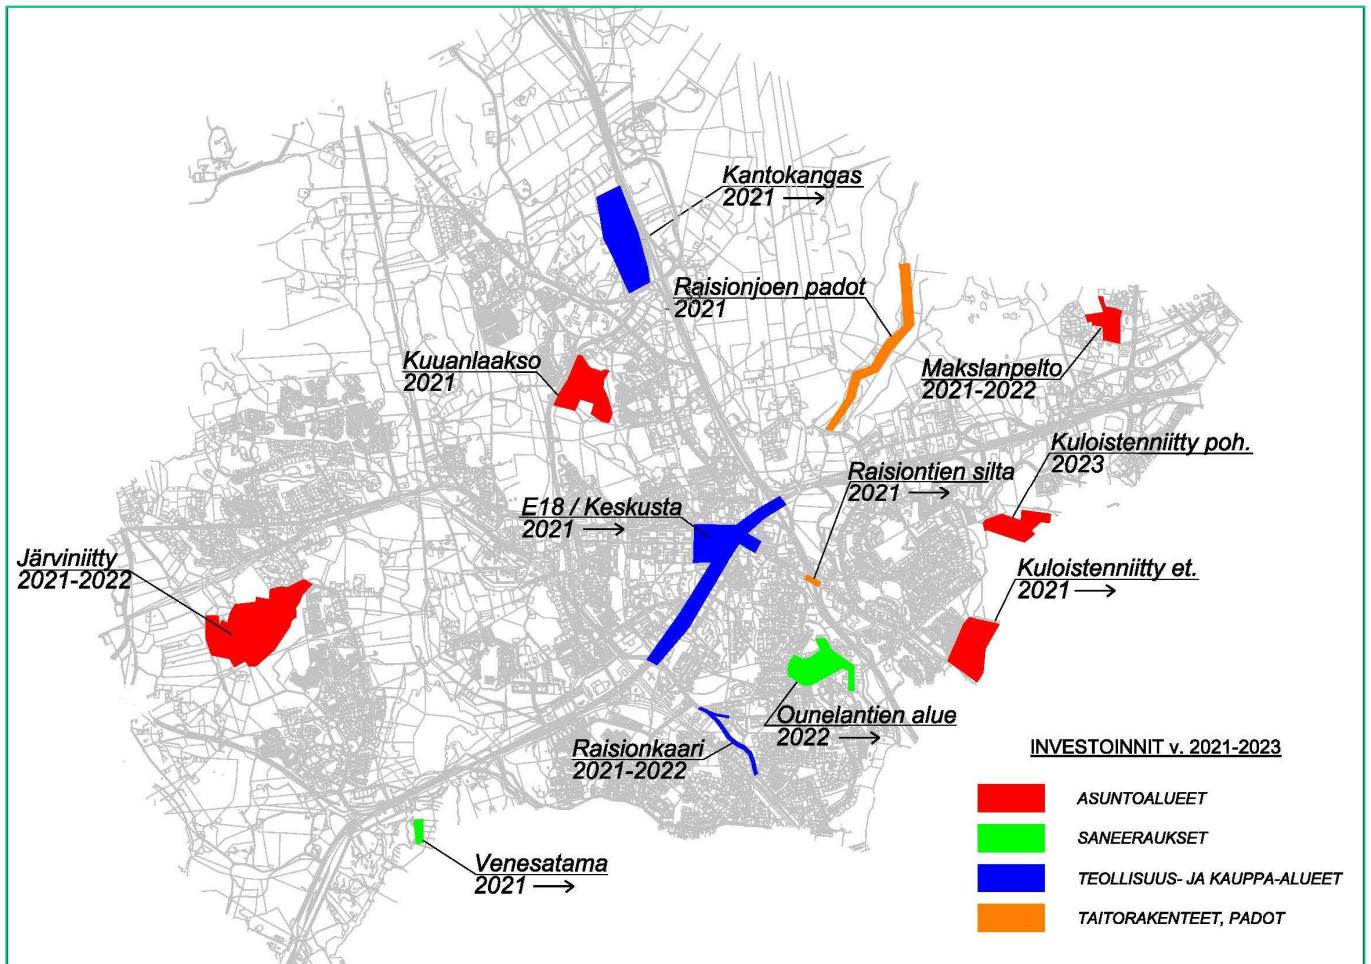 Kantokangas
2021 →
Raisionjoen padot
2021
Kuuanlaakso
2021
Makslanpelto
2021-2022
Kuloistenniitty poh.
2023
Raisiontien silta
2021 →
E18 / Keskusta
2021 →
Järviniitty
2021-2022
Kuloistenniitty et.
2021 →
Ounelantien alue
2022 →
Raisionkaari
2021-2022
Venesatama
2021 →
INVESTOINNIT v. 2021-2023
ASUNTOALUEET
SANEERAUKSET
TEOLLISUUS- JA KAUPPA-ALUEET
TAITORAKENTEET, PADOT